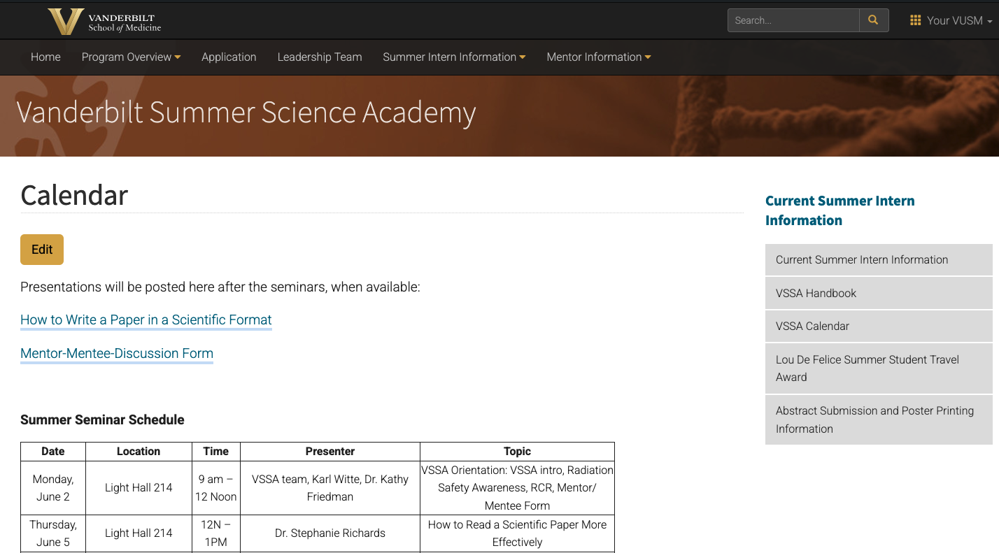 VANDERBILT
School of Medicine
Search...
Your VUSM
Home
Program Overview
Application
Leadership Team
Summer Intern Information
Mentor Information
Vanderbilt Summer Science Academy
Calendar
Edit
Presentations will be posted here after the seminars, when available:
How to Write a Paper in a Scientific Format
Mentor-Mentee-Discussion Form
Summer Seminar Schedule
Date Location Time Presenter Topic
Monday,
June 2
Light Hall 214
9 am –
12 Noon
VSSA team, Karl Witte, Dr. Kathy
Friedman
VSSA Orientation: VSSA intro, Radiation
Safety Awareness, RCR, Mentor/
Mentee Form
Thursday,
June 5
Light Hall 214
12N –
1PM
Dr. Stephanie Richards
How to Read a Scientific Paper More
Effectively
Current Summer Intern
Information
Current Summer Intern Information
VSSA Handbook
VSSA Calendar
Lou De Felice Summer Student Travel
Award
Abstract Submission and Poster Printing
Information